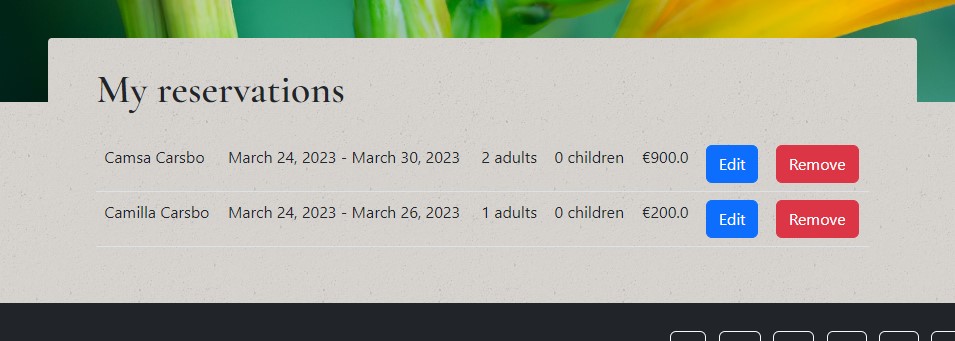 My reservations
Camsa Carsbo March 24, 2023 - March 30, 2023 2 adults 0 children €900.0 Edit Remove
Camilla Carsbo March 24, 2023 - March 26, 2023 1 adults 0 children €200.0 Edit Remove